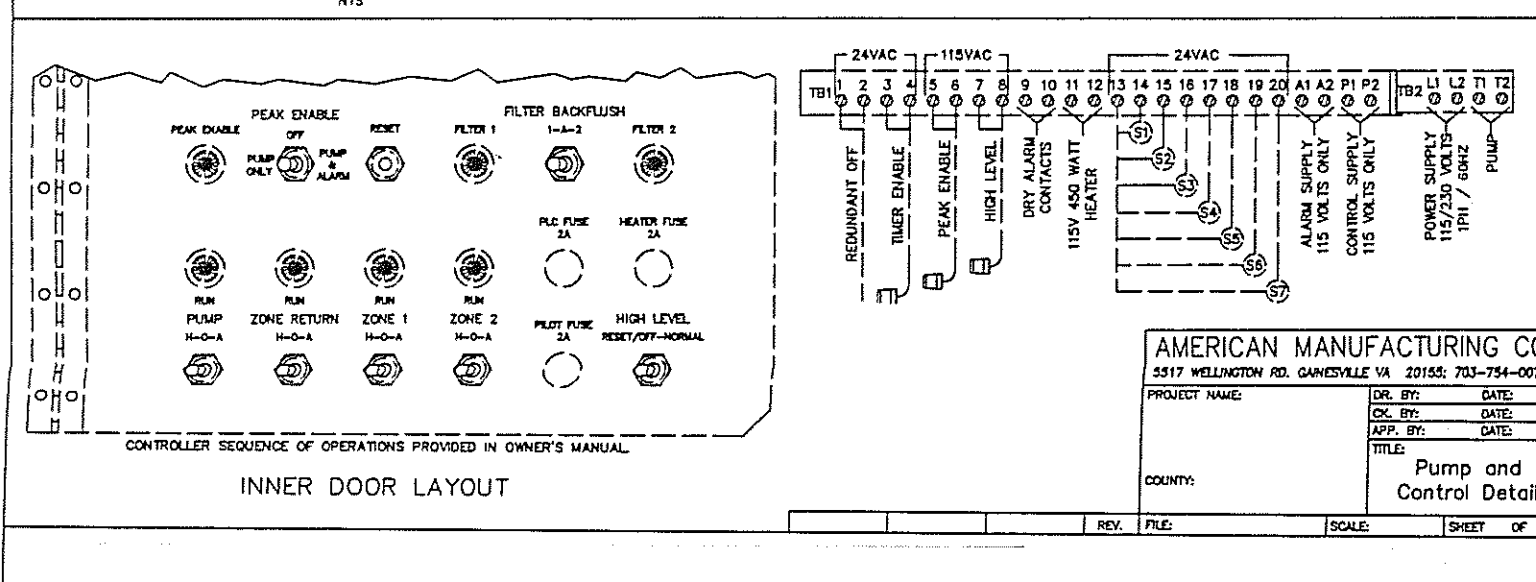 NTS
PEAK ENABLE
PEAK ENABLE
OFF
PUMP ONLY
PUMP & ALARM
RESET
FILTER BACKFLUSH
FILTER 1
1-A-2
FILTER 2
PLC FUSE
2A
HEATER FUSE
2A
RUN
PUMP
H-O-A
RUN
ZONE RETURN
H-O-A
RUN
ZONE 1
H-O-A
RUN
ZONE 2
H-O-A
PILOT FUSE
2A
HIGH LEVEL
RESET/OFF-NORMAL
CONTROLLER SEQUENCE OF OPERATIONS PROVIDED IN OWNER'S MANUAL
INNER DOOR LAYOUT
24VAC 115VAC 24VAC
TB1 1 2 3 4 5 6 7 8 9 10 11 12 13 14 15 16 17 18 19 20 A1 A2 P1 P2 TB2 L1 L2 T1 T2
REDUNDANT OFF
TIMER ENABLE
PEAK ENABLE
HIGH LEVEL
DRY ALARM
CONTACTS
115V 450 WATT
HEATER
S1
S2
S3
S4
S5
S6
S7
ALARM SUPPLY
115 VOLTS ONLY
CONTROL SUPPLY
115 VOLTS ONLY
POWER SUPPLY
115/230 VOLTS
1PH / 60HZ
PUMP
AMERICAN MANUFACTURING CO
5517 WELLINGTON RD. GAINESVILLE VA 20155; 703-754-007
PROJECT NAME:
DR. BY: DATE:
CK. BY: DATE:
APP. BY: DATE:
TITLE:
Pump and
Control Detail
COUNTY:
REV. FILE: SCALE: SHEET OF